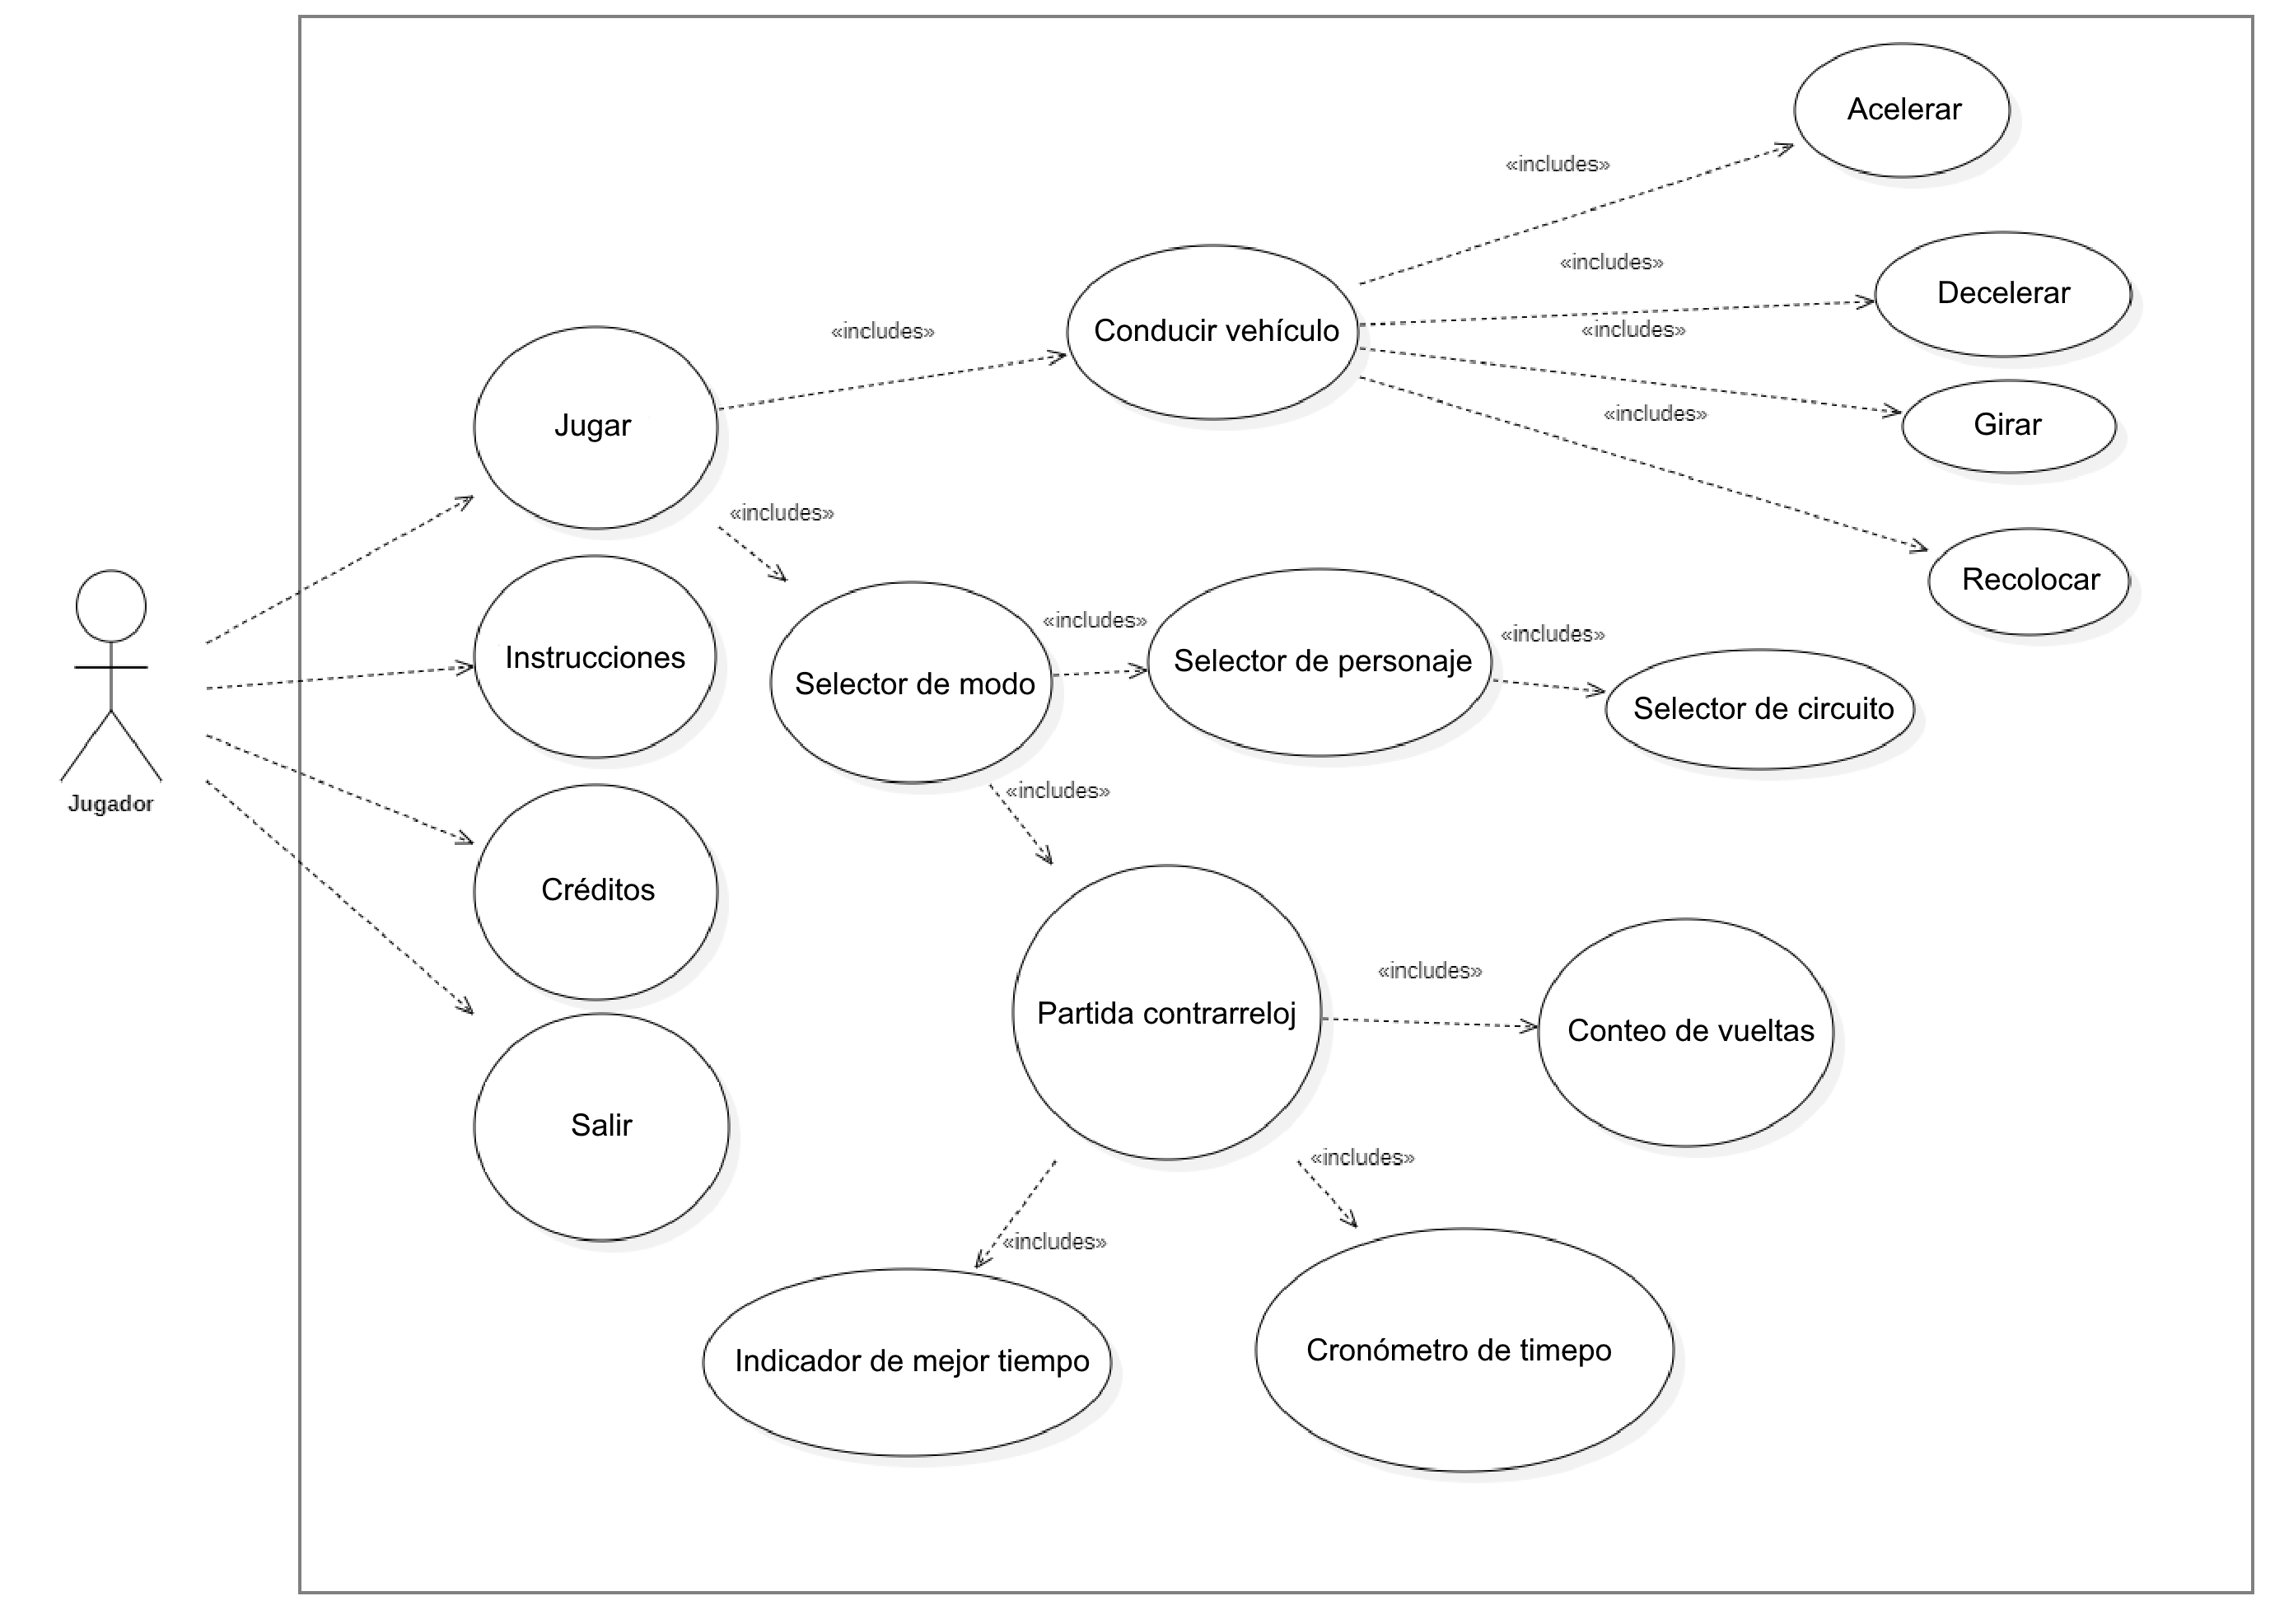 Acelerar
«includes»
«includes»
Decelerar
«includes»
Conducir vehículo
«includes»
«includes»
Girar
Jugar
«includes»
Recolocar
«includes»
«includes»
Instrucciones
Selector de modo
Selector de personaje
Selector de circuito
«includes»
Jugador
Créditos
«includes»
Partida contrarreloj
Conteo de vueltas
Salir
«includes»
«includes»
Indicador de mejor tiempo
Cronómetro de timepo